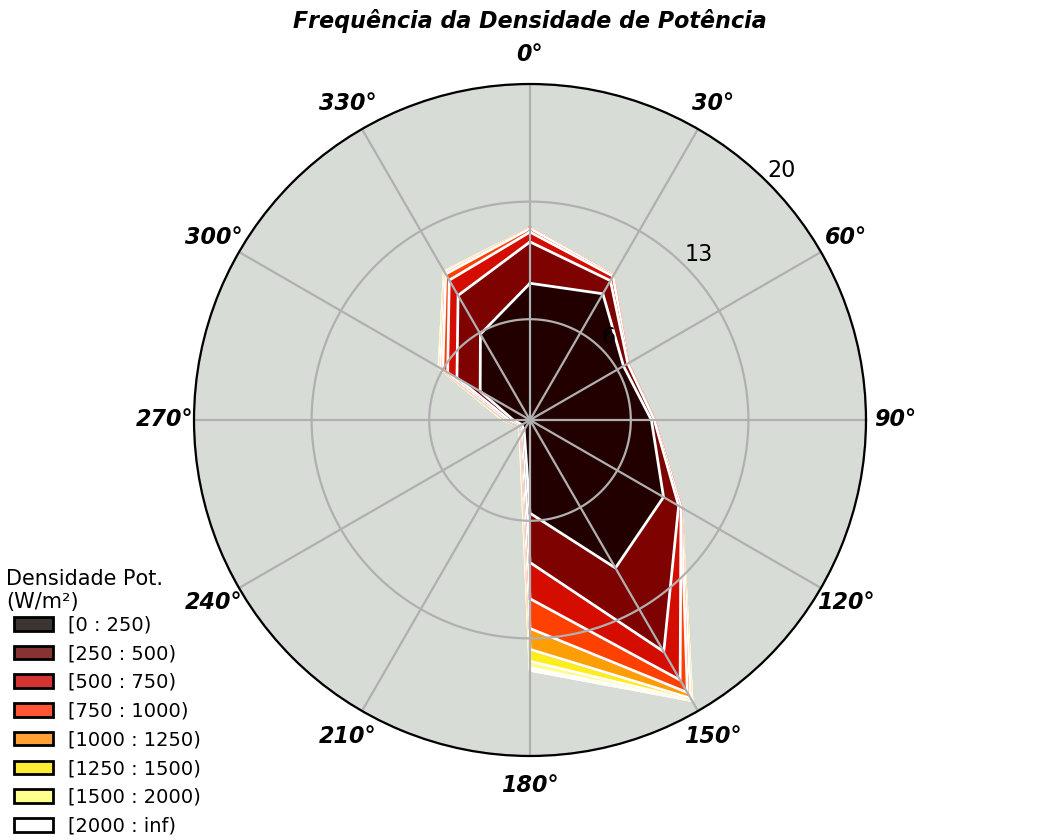 Frequência da Densidade de Potência
0°
330°
30°
20
300°
60°
13
6
270°
90°
240°
120°
210°
150°
180°
Densidade Pot.
(W/m²)
[0 : 250)
[250 : 500)
[500 : 750)
[750 : 1000)
[1000 : 1250)
[1250 : 1500)
[1500 : 2000)
[2000 : inf)